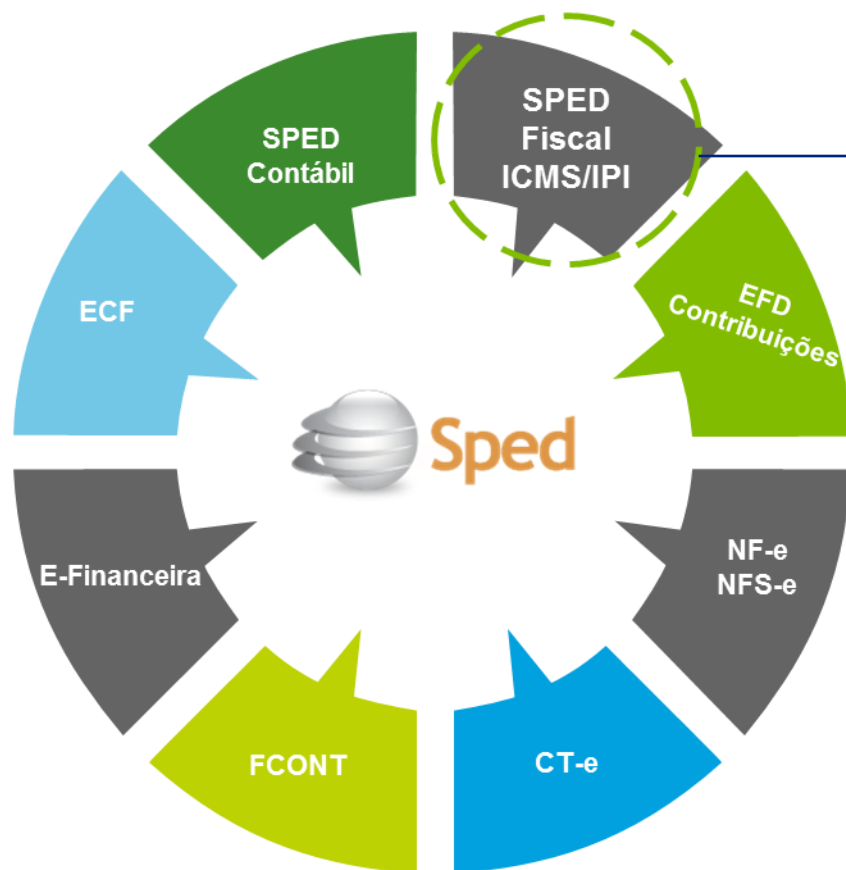 SPED
Fiscal
ICMS/IPI
SPED
Contábil
EFD
Contribuições
ECF
Sped
NF-e
NFS-e
E-Financeira
CT-e
FCONT